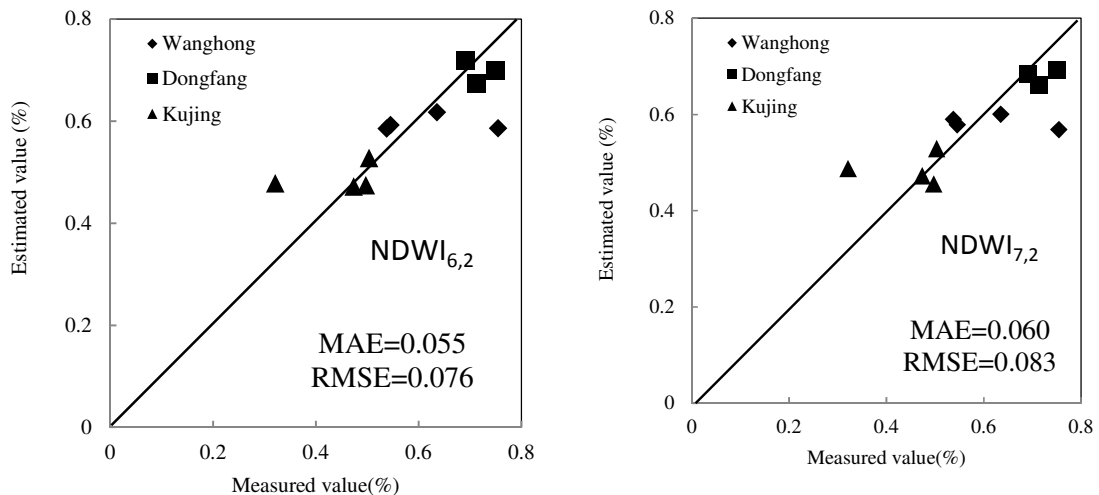 0.8
Wanghong
Dongfang
Kujing
0.6
0.4
0.2
0
Estimated value (%)
NDWI6,2
MAE=0.055
RMSE=0.076
0 0.2 0.4 0.6 0.8
Measured value(%)
0.8
Wanghong
Dongfang
Kujing
0.6
0.4
0.2
0
Estimated value (%)
NDWI7,2
MAE=0.060
RMSE=0.083
0 0.2 0.4 0.6 0.8
Measured value(%)